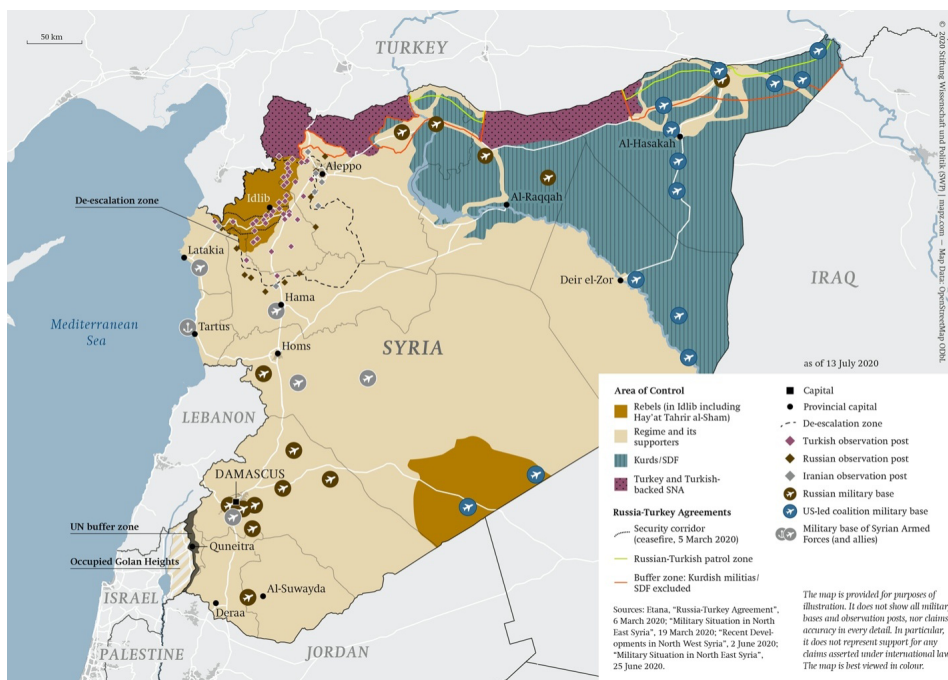 50 km
TURKEY
© 2020 Stiftung Wissenschaft und Politik (SWP) | mapz.com — Map Data: OpenStreetMap ODbL
Al-Hasakah
Aleppo
Idlib
De-escalation zone
Al-Raqqah
Latakia
Deir el-Zor
IRAQ
Hama
Mediterranean
Sea
Tartus
Homs
SYRIA
as of 13 July 2020
LEBANON
DAMASCUS
UN buffer zone
Quneitra
Occupied Golan Heights
Al-Suwayda
ISRAEL
Deraa
PALESTINE
JORDAN
Area of Control
Rebels (in Idlib including
Hay'at Tahrir al-Sham)
Regime and its
supporters
Kurds/SDF
Turkey and Turkish-
backed SNA
Russia-Turkey Agreements
Security corridor
(ceasefire, 5 March 2020)
Russian-Turkish patrol zone
Buffer zone: Kurdish militias/
SDF excluded
Sources: Etana, "Russia-Turkey Agreement",
6 March 2020; "Military Situation in North
East Syria", 19 March 2020; "Recent Devel-
opments in North West Syria", 2 June 2020;
"Military Situation in North East Syria",
25 June 2020.
Capital
Provincial capital
De-escalation zone
Turkish observation post
Russian observation post
Iranian observation post
Russian military base
US-led coalition military base
Military base of Syrian Armed
Forces (and allies)
The map is provided for purposes of
illustration. It does not show all militar
bases and observation posts, nor claims
accuracy in every detail. In particular,
it does not represent support for any
claims asserted under international law
The map is best viewed in colour.